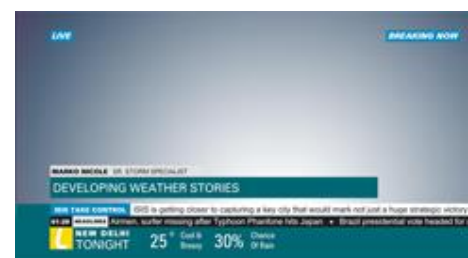 LIVE
BREAKING NOW
MARKO NICOLE SR. STORM SPECIALIST
DEVELOPING WEATHER STORIES
TAKE CONTROL ISIS is getting closer to capturing a key city that would mark not just a huge strategic victory
01:28 HEADLINES Airmen, surfer missing after Typhoon Phanfone hits Japan • Brazil presidential vote headed for
NEW DELHI
TONIGHT 25° Cool & Breezy 30% Chance Of Rain